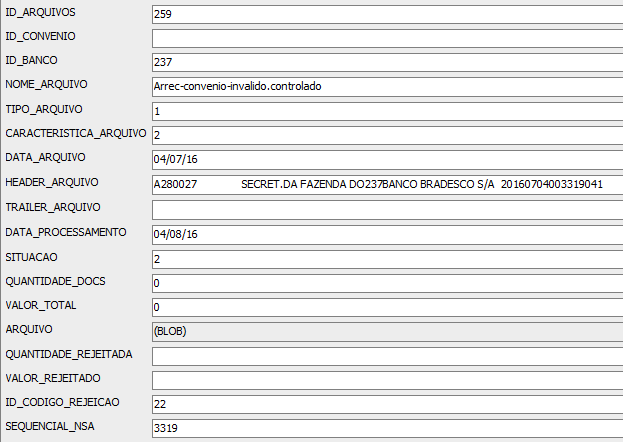 ID_ARQUIVOS 259
ID_CONVENIO
ID_BANCO 237
NOME_ARQUIVO Arrec-convenio-invalido.controlado
TIPO_ARQUIVO 1
CARACTERISTICA_ARQUIVO 2
DATA_ARQUIVO 04/07/16
HEADER_ARQUIVO A280027 SECRET.DA FAZENDA DO237BANCO BRADESCO S/A 20160704003319041
TRAILER_ARQUIVO
DATA_PROCESSAMENTO 04/08/16
SITUACAO 2
QUANTIDADE_DOCS 0
VALOR_TOTAL 0
ARQUIVO (BLOB)
QUANTIDADE_REJEITADA
VALOR_REJEITADO
ID_CODIGO_REJEICAO 22
SEQUENCIAL_NSA 3319